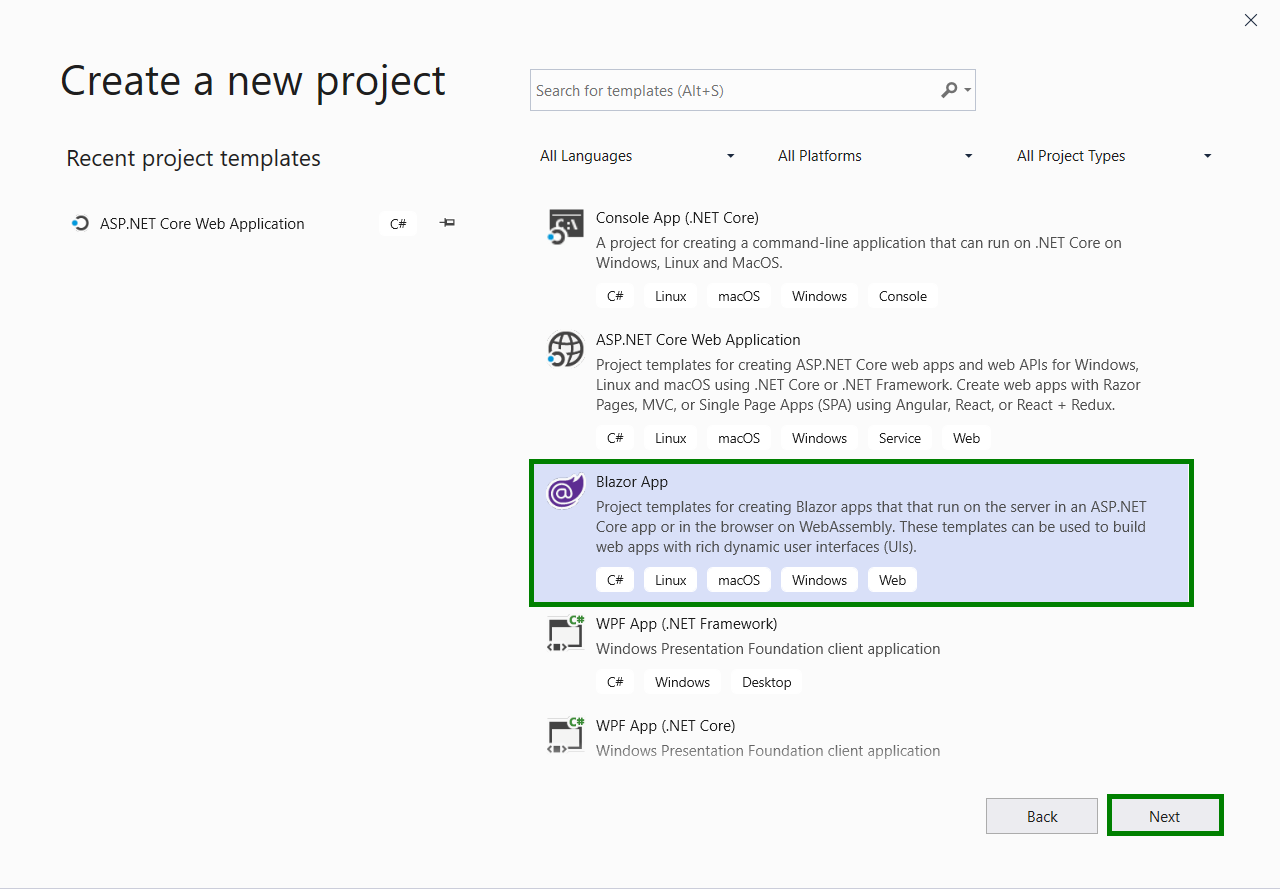 Create a new project
Search for templates (Alt+S)
Recent project templates
All Languages
All Platforms
All Project Types
ASP.NET Core Web Application
C#
Console App (.NET Core)
A project for creating a command-line application that can run on .NET Core on
Windows, Linux and MacOS.
C# Linux macOS Windows Console
ASP.NET Core Web Application
Project templates for creating ASP.NET Core web apps and web APIs for Windows,
Linux and macOS using .NET Core or .NET Framework. Create web apps with Razor
Pages, MVC, or Single Page Apps (SPA) using Angular, React, or React + Redux.
C# Linux macOS Windows Service Web
Blazor App
Project templates for creating Blazor apps that that run on the server in an ASP.NET
Core app or in the browser on WebAssembly. These templates can be used to build
web apps with rich dynamic user interfaces (UIs).
C# Linux macOS Windows Web
WPF App (.NET Framework)
Windows Presentation Foundation client application
C# Windows Desktop
WPF App (.NET Core)
Windows Presentation Foundation client application
Back
Next